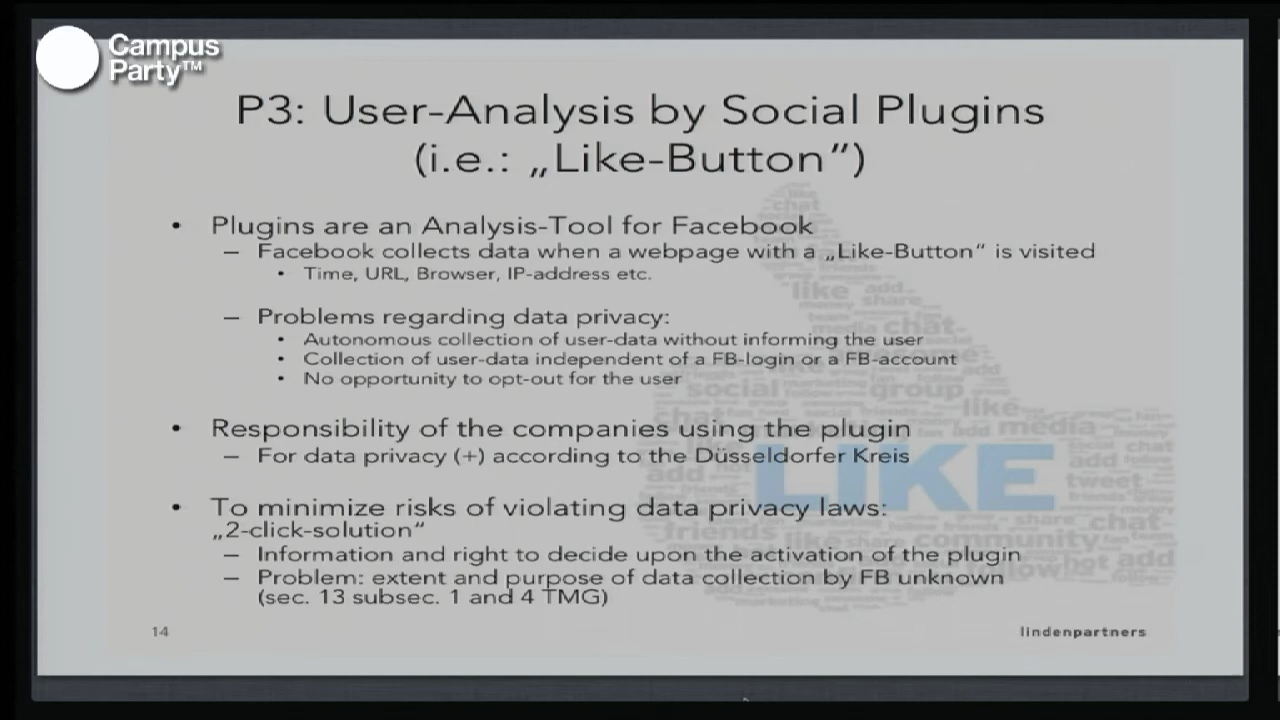 Campus
Party™
P3: User-Analysis by Social Plugins
(i.e.: „Like-Button”)
• Plugins are an Analysis-Tool for Facebook
– Facebook collects data when a webpage with a „Like-Button“ is visited
• Time, URL, Browser, IP-address etc.
– Problems regarding data privacy:
• Autonomous collection of user-data without informing the user
• Collection of user-data independent of a FB-login or a FB-account
• No opportunity to opt-out for the user
• Responsibility of the companies using the plugin
– For data privacy (+) according to the Düsseldorfer Kreis
• To minimize risks of violating data privacy laws:
„2-click-solution“
– Information and right to decide upon the activation of the plugin
– Problem: extent and purpose of data collection by FB unknown
(sec. 13 subsec. 1 and 4 TMG)
LIKE
14
lindenpartners